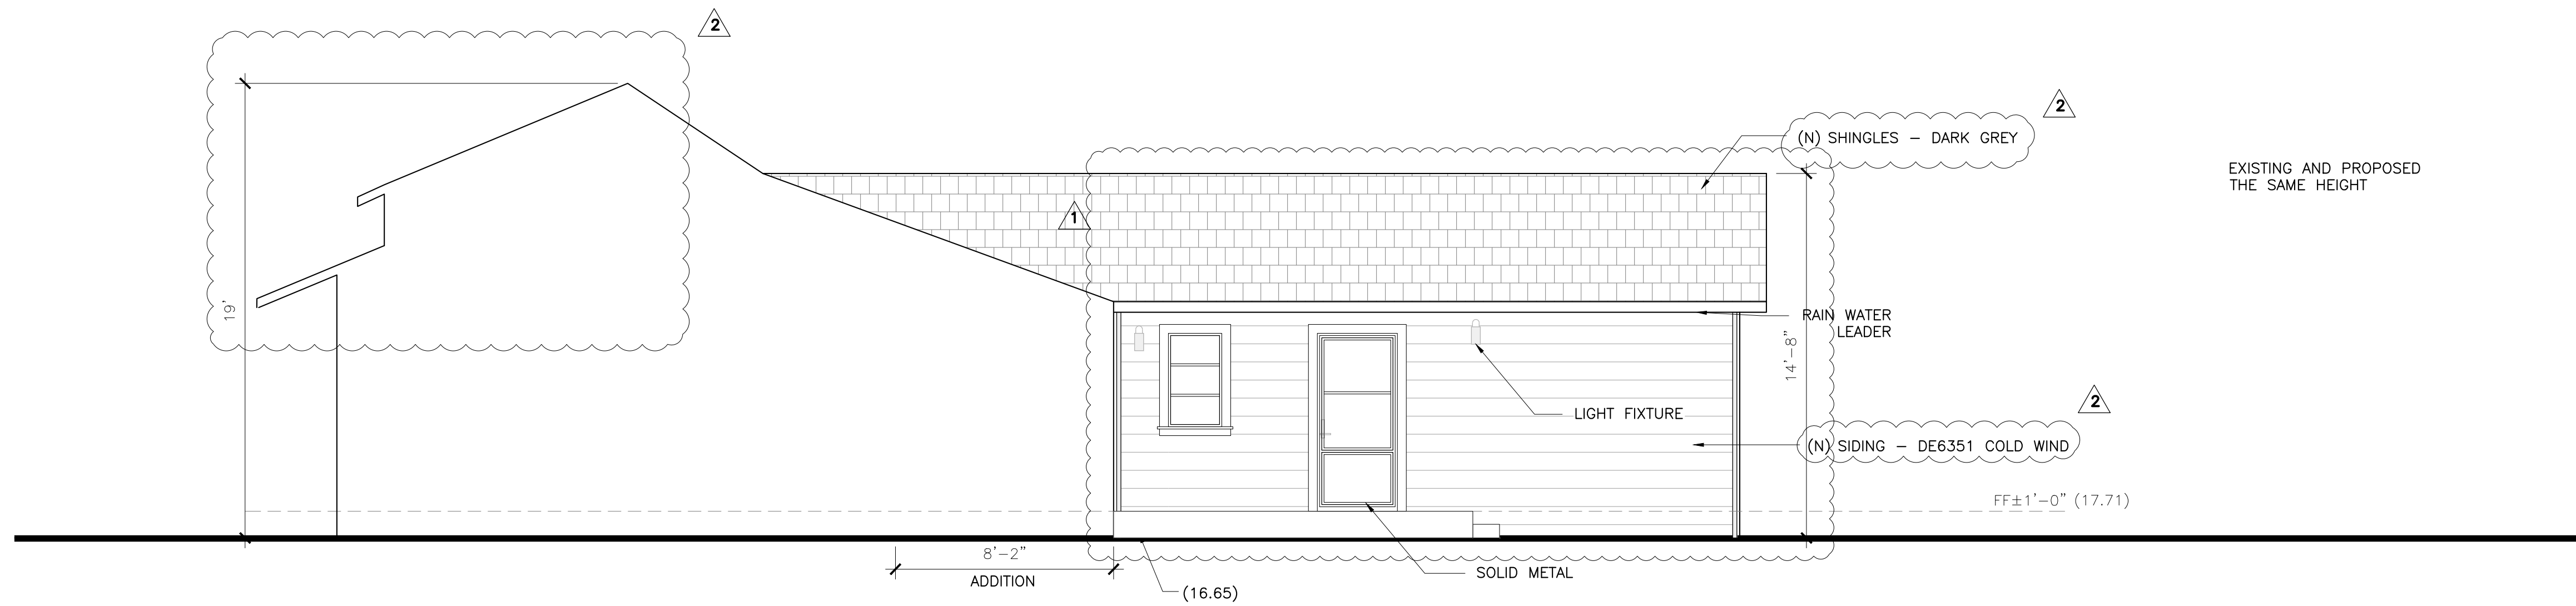 2
2
(N) SHINGLES – DARK GREY
EXISTING AND PROPOSED
THE SAME HEIGHT
1
19'
RAIN WATER
LEADER
14'–8"
2
LIGHT FIXTURE
(N) SIDING – DE6351 COLD WIND
FF±1'–0" (17.71)
8'–2"
ADDITION
SOLID METAL
(16.65)